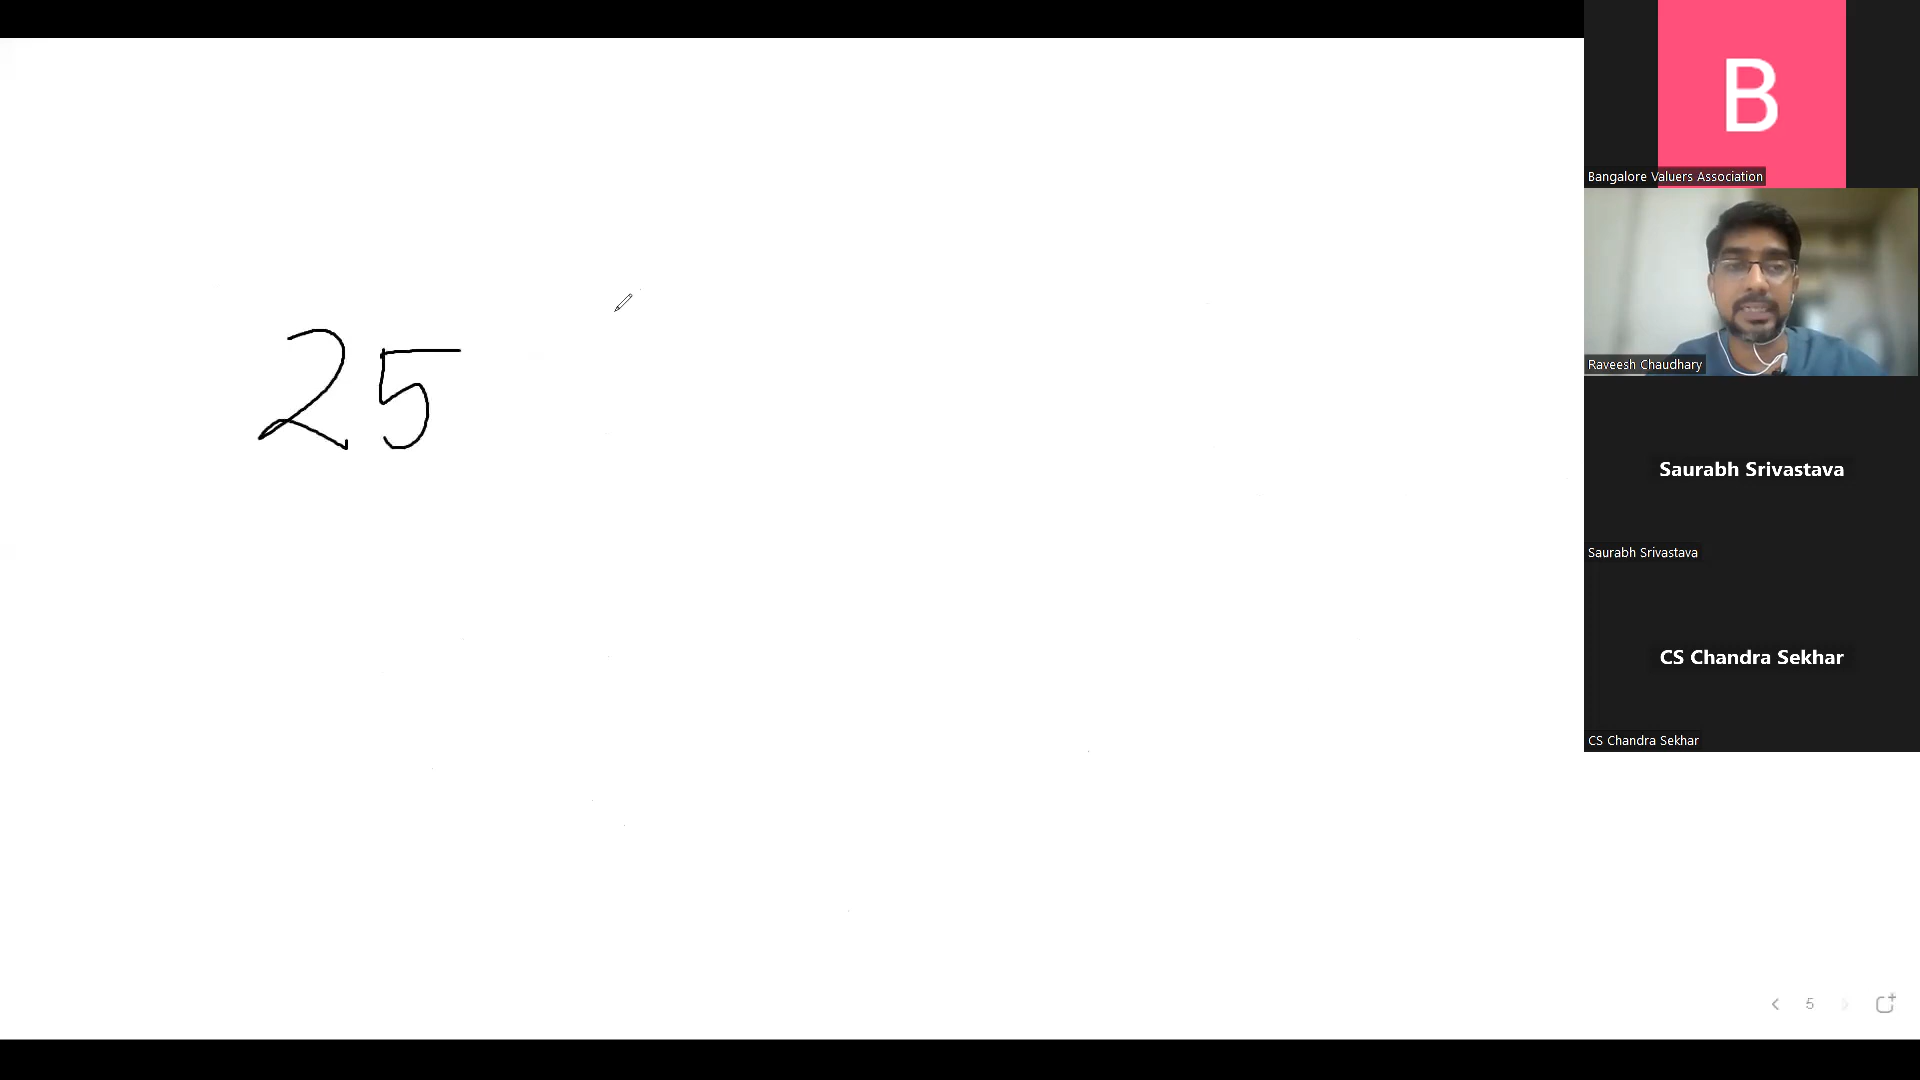 B
Bangalore Valuers Association
25
Raveesh Chaudhary
Saurabh Srivastava
Saurabh Srivastava
CS Chandra Sekhar
CS Chandra Sekhar
5